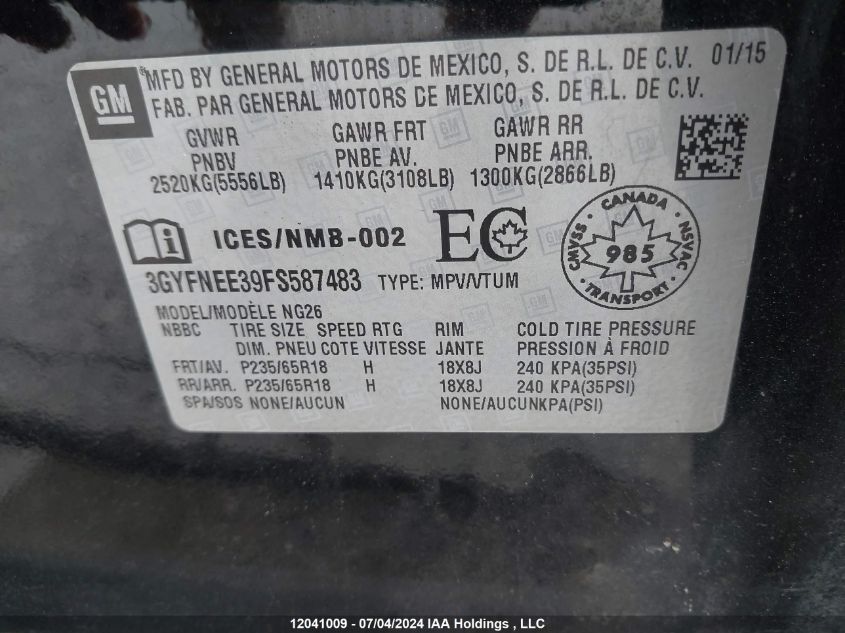 GM
MFD BY GENERAL MOTORS DE MEXICO, S. DE R.L. DE C.V. 01/15
FAB. PAR GENERAL MOTORS DE MEXICO, S. DE R.L. DE C.V.
GVWR GAWR FRT GAWR RR
PNBV PNBE AV. PNBE ARR.
2520KG(5556LB) 1410KG(3108LB) 1300KG(2866LB)
i ICES/NMB-002 EC
CANADA
CMVSS 985 NSVAC
TRANSPORT
3GYFNEE39FS587483 TYPE: MPV/VTUM
MODEL/MODÈLE NG26
NBBC TIRE SIZE SPEED RTG RIM COLD TIRE PRESSURE
DIM. PNEU COTE VITESSE JANTE PRESSION À FROID
FRT/AV. P235/65R18 H 18X8J 240 KPA(35PSI)
RR/ARR. P235/65R18 H 18X8J 240 KPA(35PSI)
SPA/SOS NONE/AUCUN NONE/AUCUNKPA(PSI)
12041009 - 07/04/2024 IAA Holdings , LLC